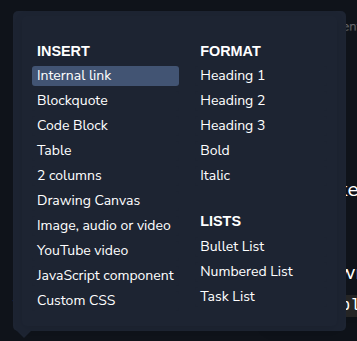 INSERT
Internal link
Blockquote
Code Block
Table
2 columns
Drawing Canvas
Image, audio or video
YouTube video
JavaScript component
Custom CSS
FORMAT
Heading 1
Heading 2
Heading 3
Bold
Italic
LISTS
Bullet List
Numbered List
Task List